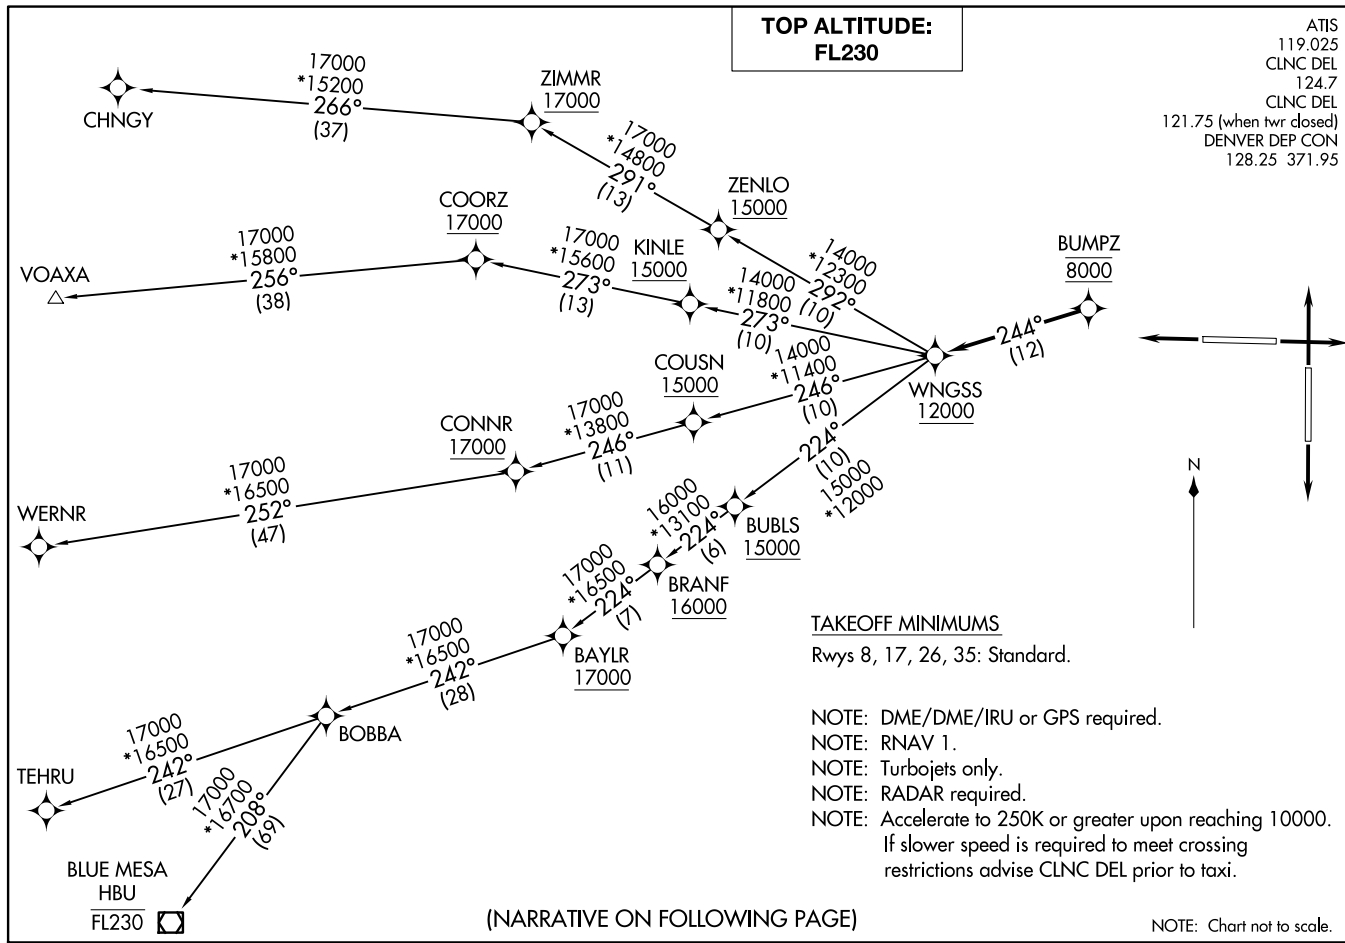 TOP ALTITUDE:
FL230
ATIS
119.025
CLNC DEL
124.7
CLNC DEL
121.75 (when twr closed)
DENVER DEP CON
128.25 371.95
CHNGY
17000
*15200
266°
(37)
ZIMMR
17000
17000
*14800
291°
(13)
ZENLO
15000
14000
*12300
292°
(10)
VOAXA
17000
*15800
256°
(38)
COORZ
17000
17000
*15600
273°
(13)
KINLE
15000
14000
*11800
273°
(10)
BUMPZ
8000
244°
(12)
WNGSS
12000
WERNR
17000
*16500
252°
(47)
CONNR
17000
17000
*13800
246°
(11)
COUSN
15000
14000
*11400
246°
(10)
224°
(10)
15000
*12000
BUBLS
15000
16000
*13100
224°
(6)
BRANF
16000
17000
*16500
224°
(7)
BAYLR
17000
17000
*16500
242°
(28)
BOBBA
17000
*16500
242°
(27)
TEHRU
17000
*16700
208°
(69)
BLUE MESA
HBU
FL230
N
TAKEOFF MINIMUMS
Rwys 8, 17, 26, 35: Standard.
NOTE: DME/DME/IRU or GPS required.
NOTE: RNAV 1.
NOTE: Turbojets only.
NOTE: RADAR required.
NOTE: Accelerate to 250K or greater upon reaching 10000.
If slower speed is required to meet crossing
restrictions advise CLNC DEL prior to taxi.
(NARRATIVE ON FOLLOWING PAGE)
NOTE: Chart not to scale.